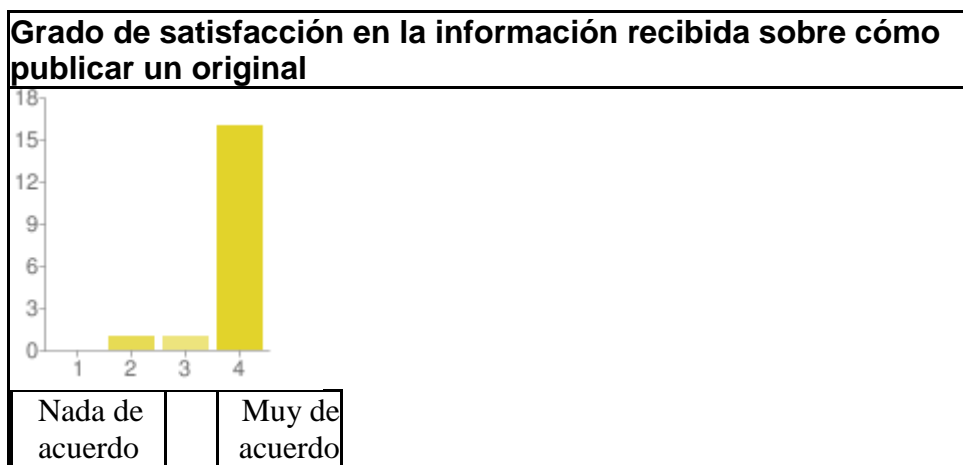 Grado de satisfacción en la información recibida sobre cómo
publicar un original
18
15
12
9
6
3
0
1 2 3 4
Nada de Muy de
acuerdo acuerdo